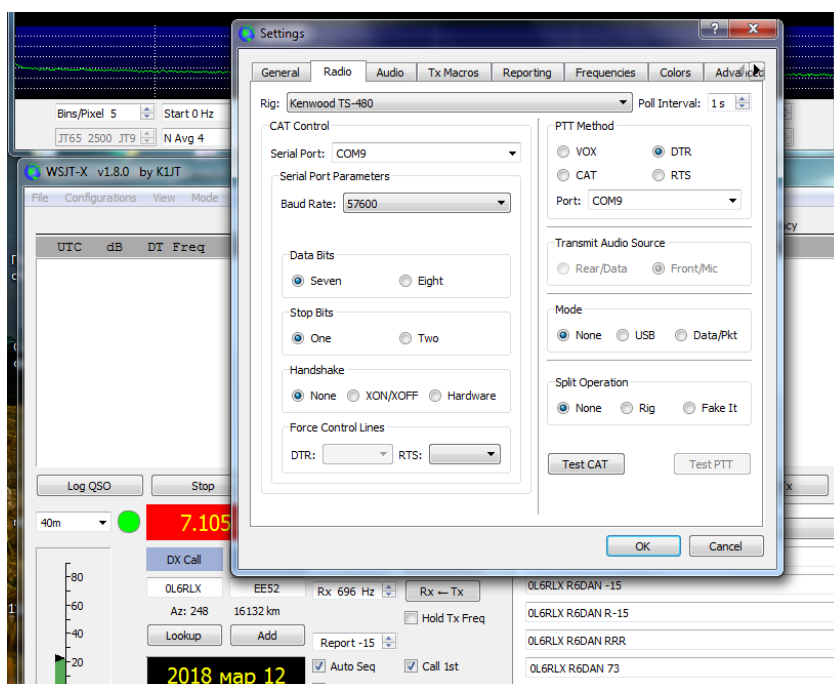 Settings
General Radio Audio Tx Macros Reporting Frequencies Colors Advanced
Rig: Kenwood TS-480 Poll Interval: 1 s
CAT Control
Serial Port: COM9
Serial Port Parameters
Baud Rate: 57600
Data Bits
Seven Eight
Stop Bits
One Two
Handshake
None XON/XOFF Hardware
Force Control Lines
DTR: RTS:
PTT Method
VOX DTR
CAT RTS
Port: COM9
Transmit Audio Source
Rear/Data Front/Mic
Mode
None USB Data/Pkt
Split Operation
None Rig Fake It
Test CAT Test PTT
OK Cancel
Bins/Pixel 5 Start 0 Hz
JT65 2500 JT9 N Avg 4
WSJT-X v1.8.0 by K1JT
File Configurations View Mode
UTC dB DT Freq
Log QSO Stop
40m 7.105
DX Call
0L6RLX EE52
Az: 248 16132 km
Lookup Add
2018 мар 12
-80
-60
-40
-20
Rx 696 Hz Rx ← Tx
Hold Tx Freq
Report -15
Auto Seq Call 1st
0L6RLX R6DAN -15
0L6RLX R6DAN R-15
0L6RLX R6DAN RRR
0L6RLX R6DAN 73